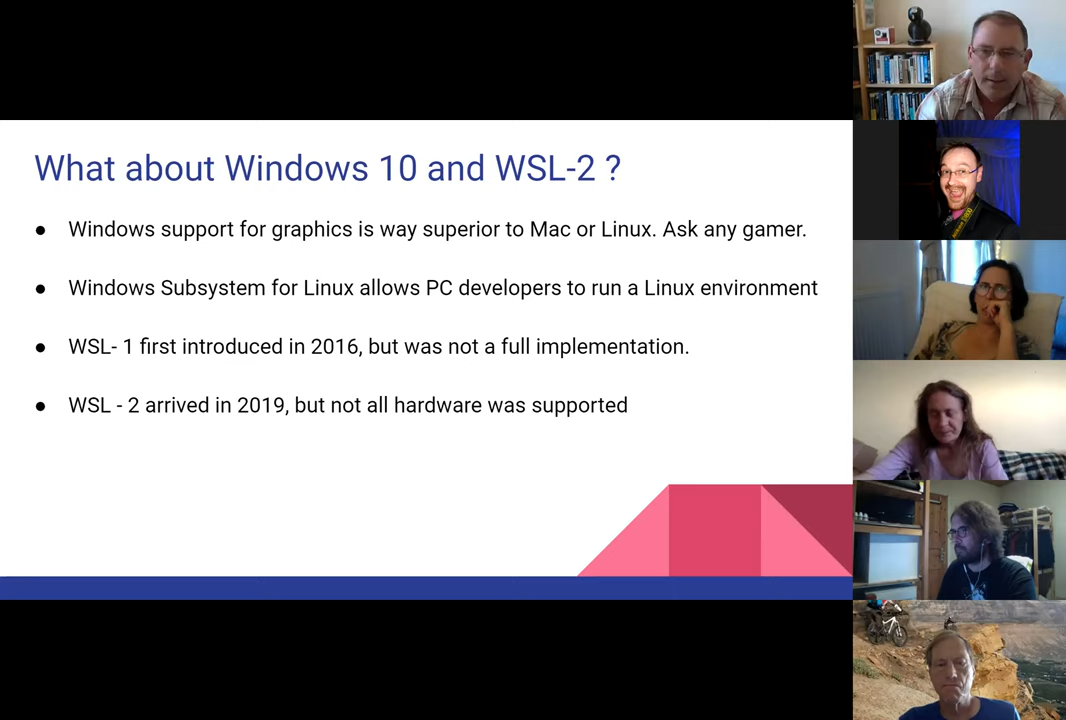 What about Windows 10 and WSL-2 ?
● Windows support for graphics is way superior to Mac or Linux. Ask any gamer.
● Windows Subsystem for Linux allows PC developers to run a Linux environment
● WSL- 1 first introduced in 2016, but was not a full implementation.
● WSL - 2 arrived in 2019, but not all hardware was supported